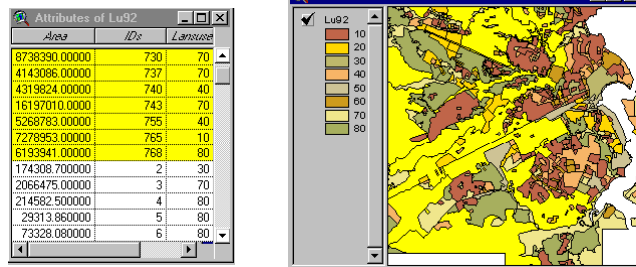 Attributes of Lu92
Area IDs Lansuse
8738390.00000 730 70
4143086.00000 737 70
4319824.00000 740 40
16197010.0000 743 70
5268783.00000 755 40
7278953.00000 765 10
6193941.00000 768 80
174308.700000 2 30
2066475.00000 3 70
214582.500000 4 80
29313.860000 5 80
73328.080000 6 80
Lu92
10
20
30
40
50
60
70
80